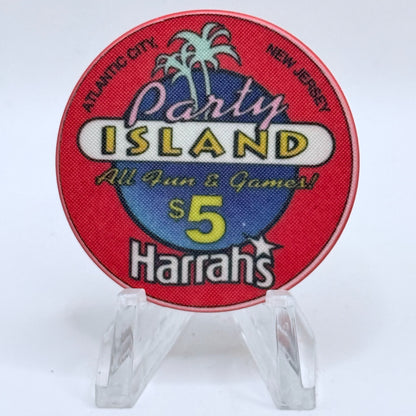 ATLANTIC CITY, NEW JERSEY
Party
ISLAND
All Fun & Games!
$5
Harrah's